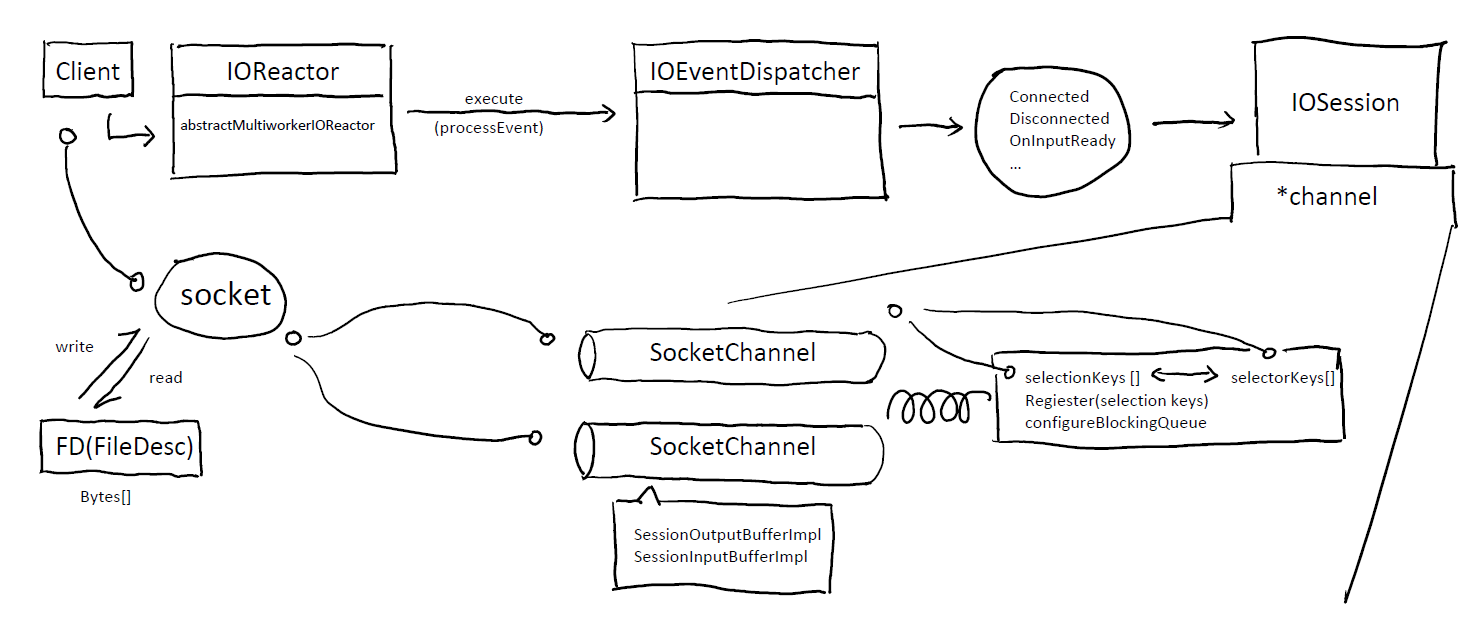 Client
IOReactor
abstractMultiworkerIOReactor
execute
(processEvent)
IOEventDispatcher
Connected
Disconnected
OnInputReady
...
IOSession
*channel
socket
write
read
FD(FileDesc)
Bytes[]
SocketChannel
SocketChannel
SessionOutputBufferImpl
SessionInputBufferImpl
selectionKeys [] selectorKeys[]
Regiester(selection keys)
configureBlockingQueue